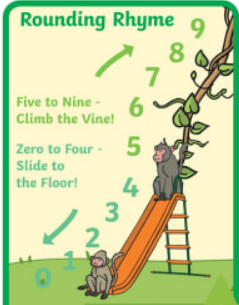 Rounding Rhyme
9
8
7
Five to Nine -
Climb the Vine!
6
5
Zero to Four -
Slide to
the Floor!
4
3
2
1
0